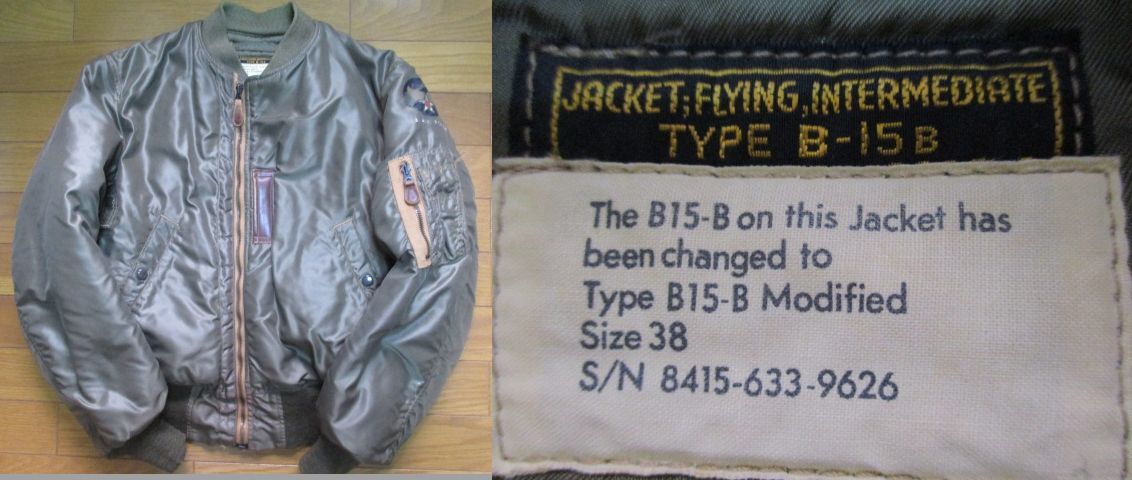 JACKET; FLYING, INTERMEDIATE
TYPE B-15B
The B15-B on this Jacket has
been changed to
Type B15-B Modified
Size 38
S/N 8415-633-9626